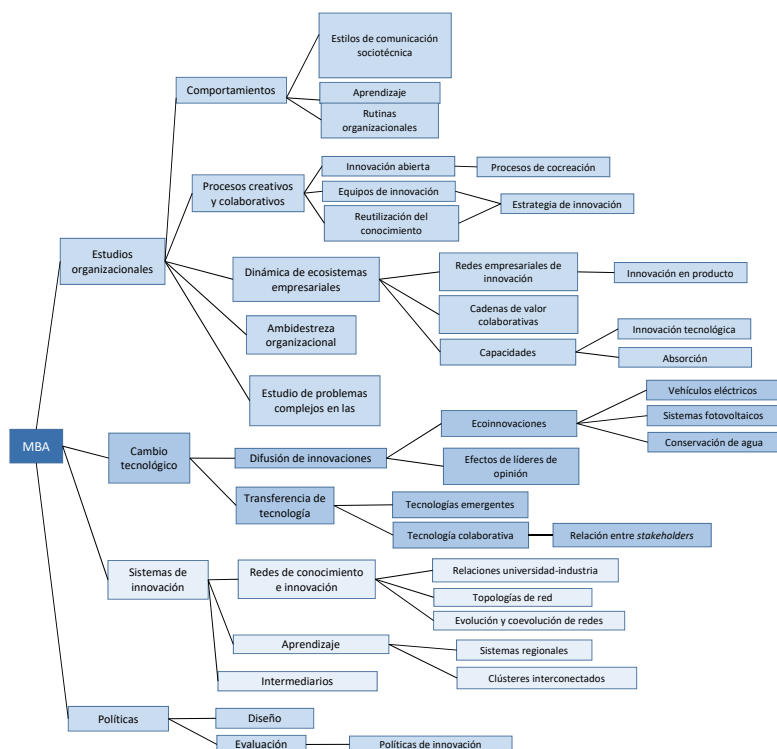 Estilos de comunicación
sociotécnica
Comportamientos
Aprendizaje
Rutinas
organizacionales
Innovación abierta
Procesos de cocreación
Procesos creativos
y colaborativos
Equipos de innovación
Estrategia de innovación
Reutilización del
conocimiento
Estudios
organizacionales
Dinámica de ecosistemas
empresariales
Redes empresariales de
innovación
Innovación en producto
Cadenas de valor
colaborativas
Ambidestreza
organizacional
Innovación tecnológica
Capacidades
Absorción
Estudio de problemas
complejos en las
MBA
Cambio
tecnológico
Difusión de innovaciones
Ecoinnovaciones
Vehículos eléctricos
Sistemas fotovoltaicos
Conservación de agua
Efectos de líderes de
opinión
Transferencia de
tecnología
Tecnologías emergentes
Tecnología colaborativa
Relación entre stakeholders
Sistemas de
innovación
Redes de conocimiento
e innovación
Relaciones universidad-industria
Topologías de red
Evolución y coevolución de redes
Aprendizaje
Sistemas regionales
Clústeres interconectados
Intermediarios
Políticas
Diseño
Evaluación
Políticas de innovación